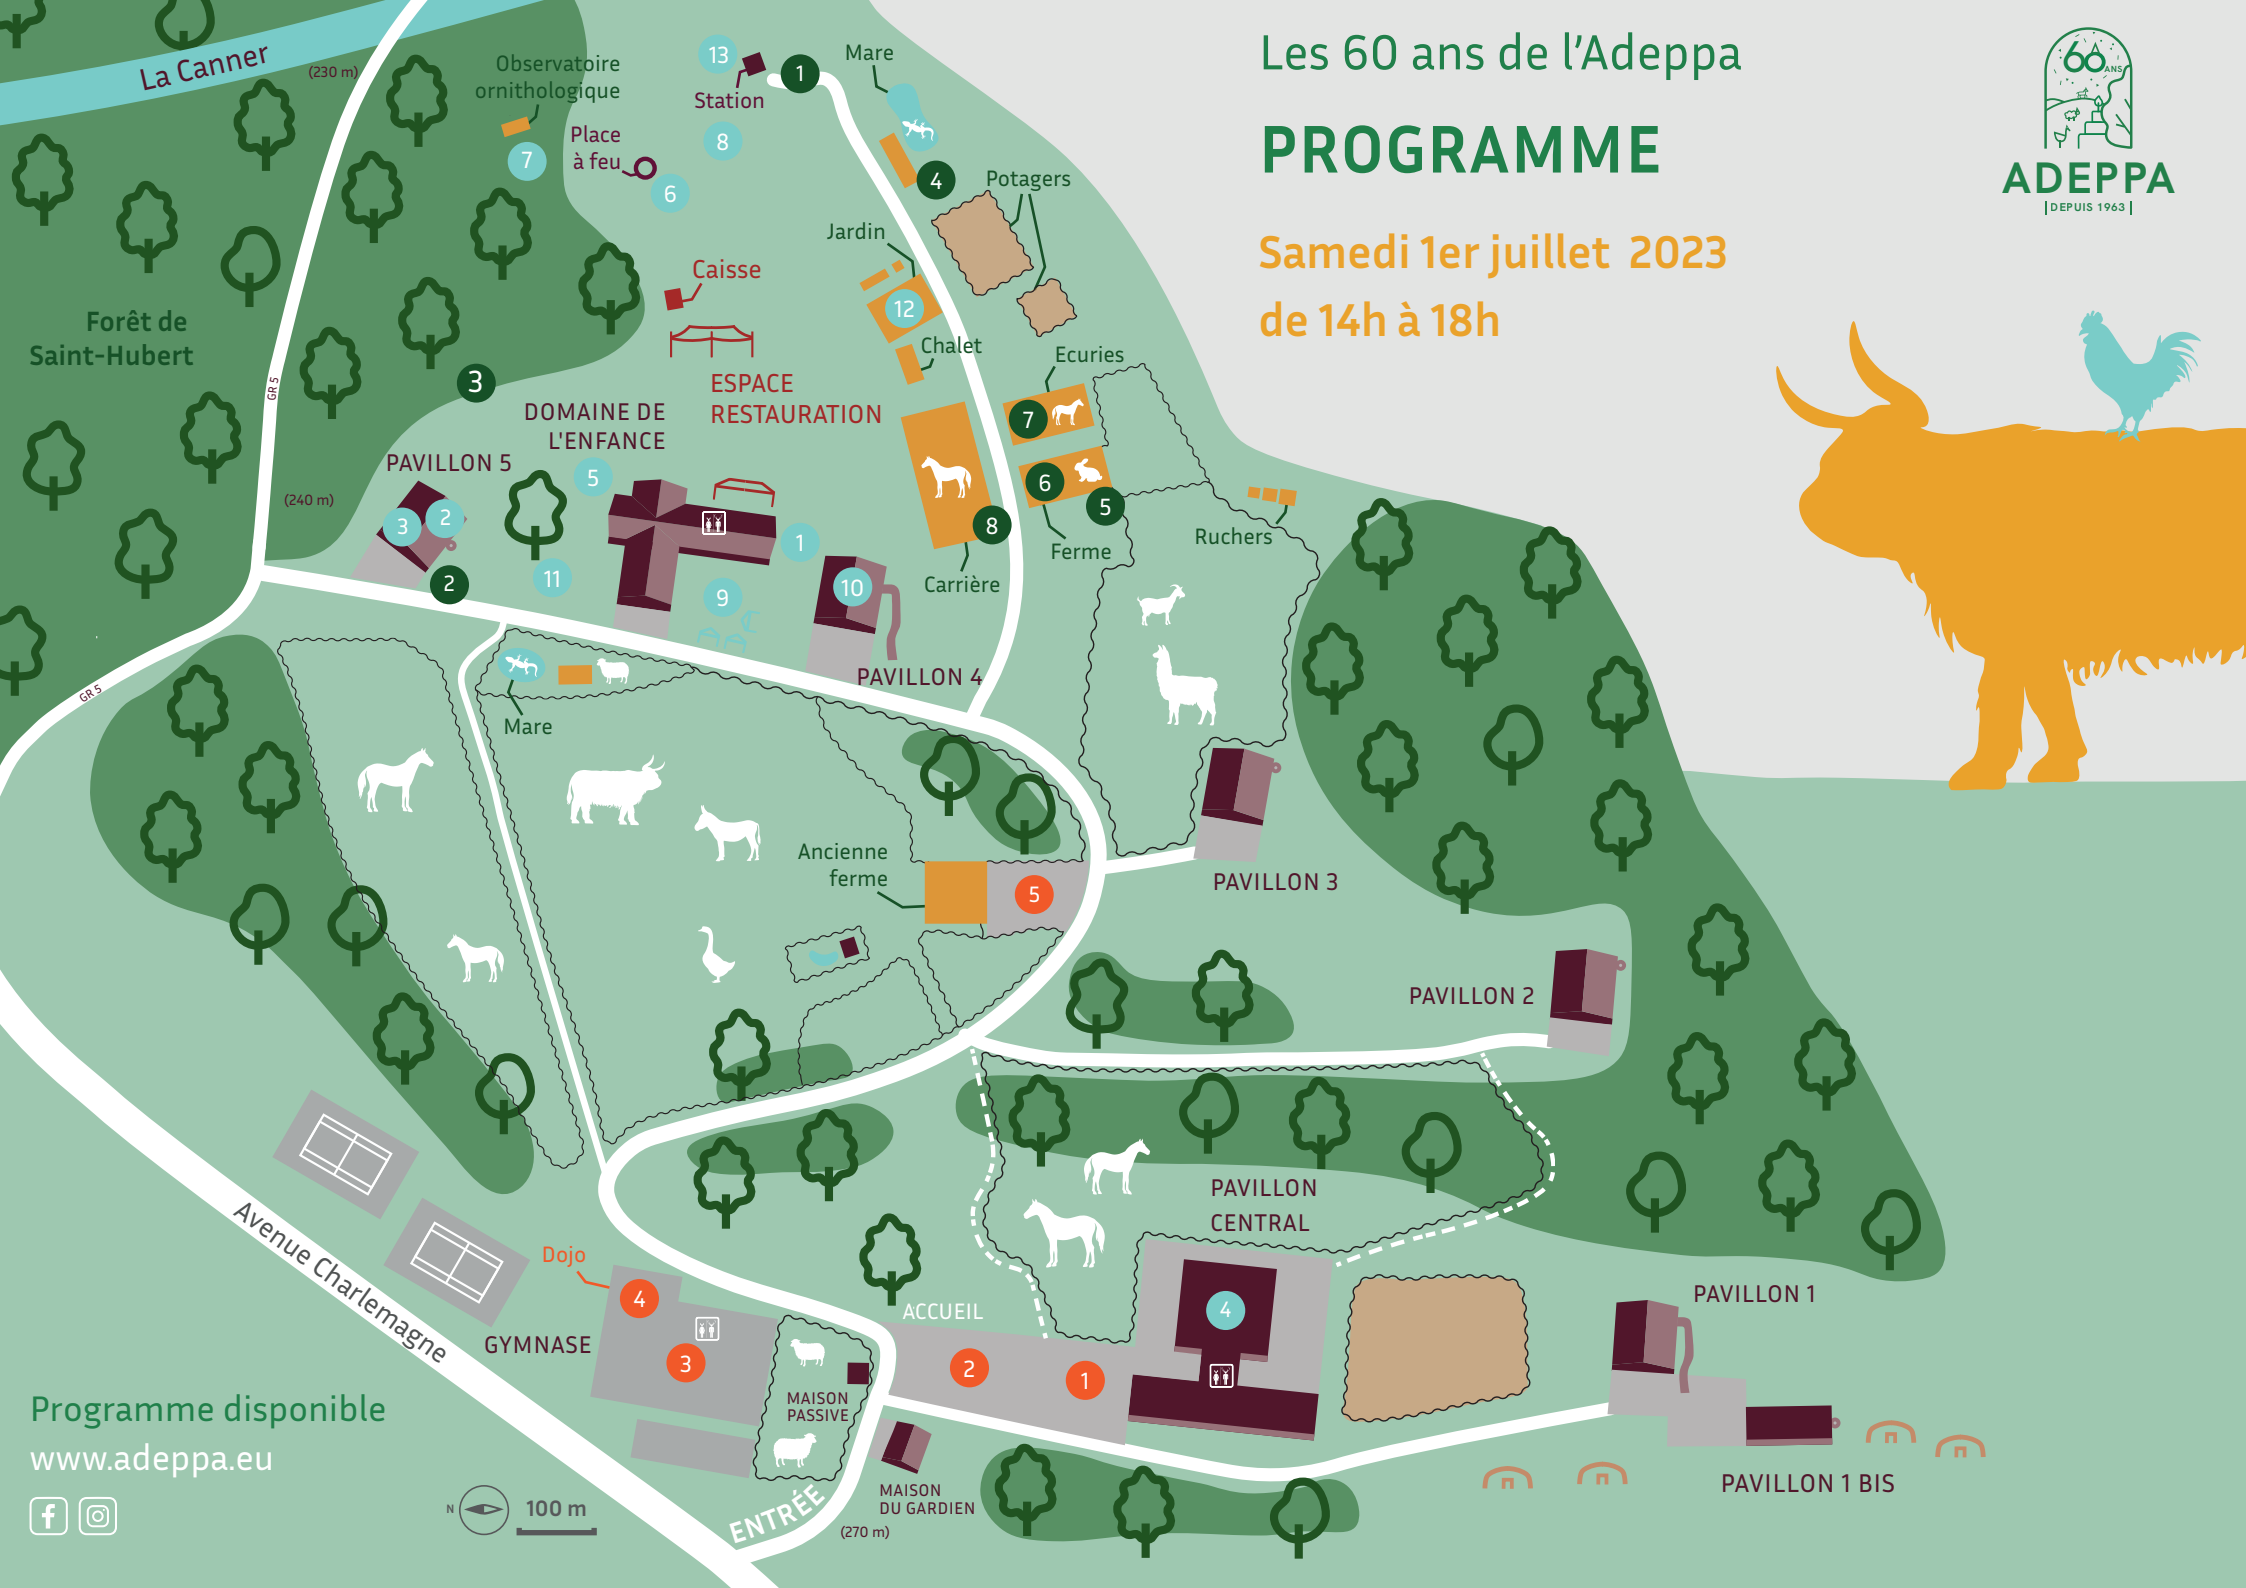 Les 60 ans de l'Adeppa
PROGRAMME
Samedi 1er juillet 2023
de 14h à 18h
60
ANS
ADEPPA
DEPUIS 1963
La Canner
(230 m)
Observatoire
ornithologique
7
Place
à feu
6
13
Station
1
8
Mare
4
Potagers
Jardin
12
Chalet
Caisse
ESPACE
RESTAURATION
Forêt de
Saint-Hubert
GR 5
3
DOMAINE DE
L'ENFANCE
5
PAVILLON 5
3
2
2
(240 m)
11
1
9
10
PAVILLON 4
Ecuries
7
6
5
Ferme
8
Carrière
Ruchers
GR 5
Mare
Ancienne
ferme
5
PAVILLON 3
PAVILLON 2
PAVILLON
CENTRAL
4
Avenue Charlemagne
Dojo
4
GYMNASE
3
ACCUEIL
2
1
MAISON
PASSIVE
MAISON
DU GARDIEN
(270 m)
ENTRÉE
PAVILLON 1
PAVILLON 1 BIS
Programme disponible
www.adeppa.eu
N
100 m